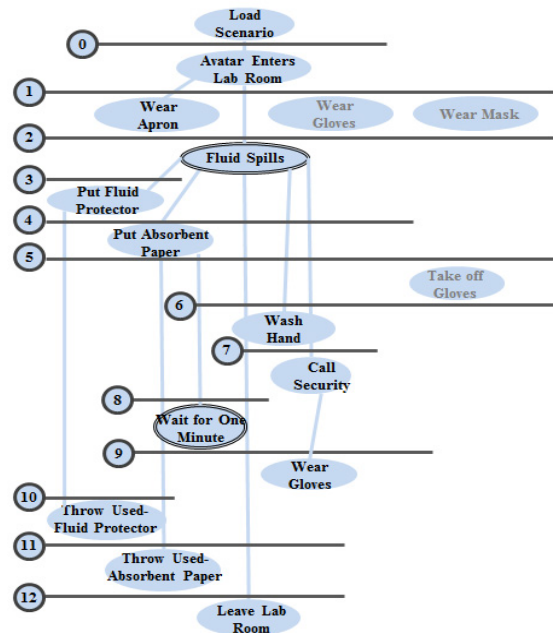 Load
Scenario
0
Avatar Enters
Lab Room
1
Wear
Apron
Wear
Gloves
Wear Mask
2
Fluid Spills
3
Put Fluid
Protector
4
Put Absorbent
Paper
5
Take off
Gloves
6
Wash
Hand
7
Call
Security
8
Wait for One
Minute
9
Wear
Gloves
10
Throw Used-
Fluid Protector
11
Throw Used-
Absorbent Paper
12
Leave Lab
Room